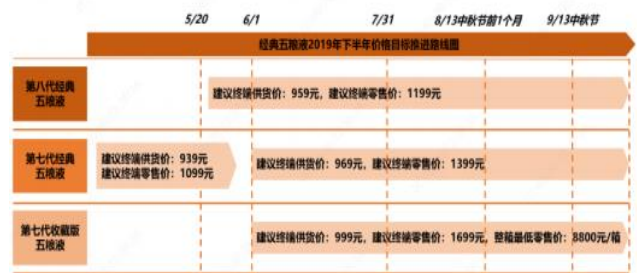 5/20 6/1 7/31 8/13中秋节前1个月 9/13中秋节
经典五粮液2019年下半年价格目标推进路线图
第八代经典
五粮液
建议终端供货价：959元，建议终端零售价：1199元
第七代经典
五粮液
建议终端供货价：939元
建议终端零售价：1099元
建议终端供货价：969元，建议终端零售价：1399元
第七代收藏版
五粮液
建议终端供货价：999元，建议终端零售价：1699元，整箱最低零售价：8800元/箱